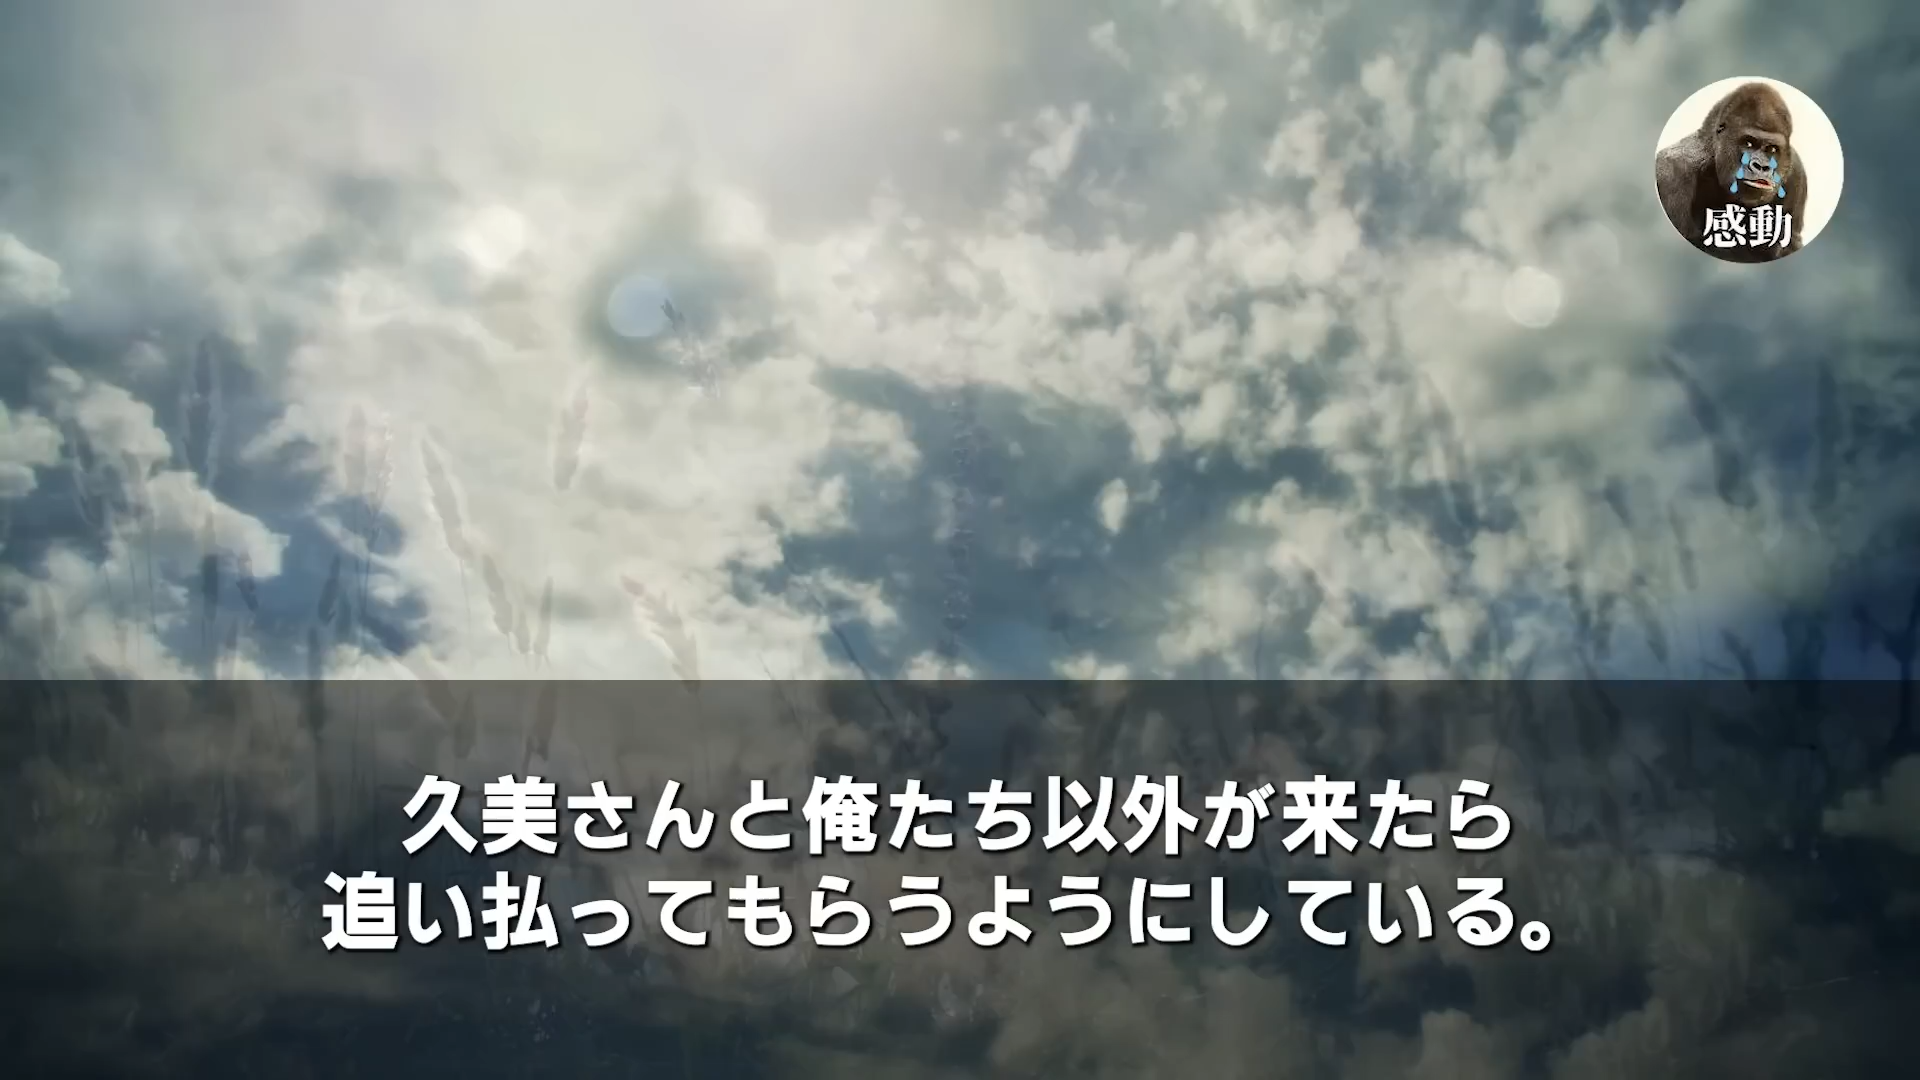 感動
久美さんと俺たち以外が来たら
追い払ってもらうようにしている。